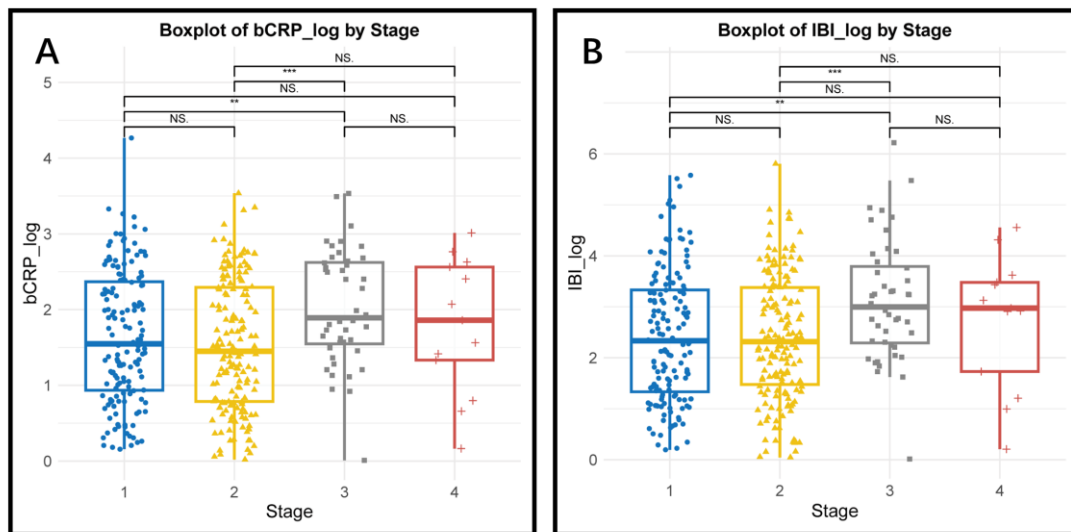 A
Boxplot of bCRP_log by Stage
NS.
***
NS.
**
NS.
NS.
5
4
3
2
1
0
bCRP_log
1 2 3 4
Stage
B
Boxplot of IBI_log by Stage
NS.
***
NS.
**
NS.
NS.
6
4
2
0
IBI_log
1 2 3 4
Stage